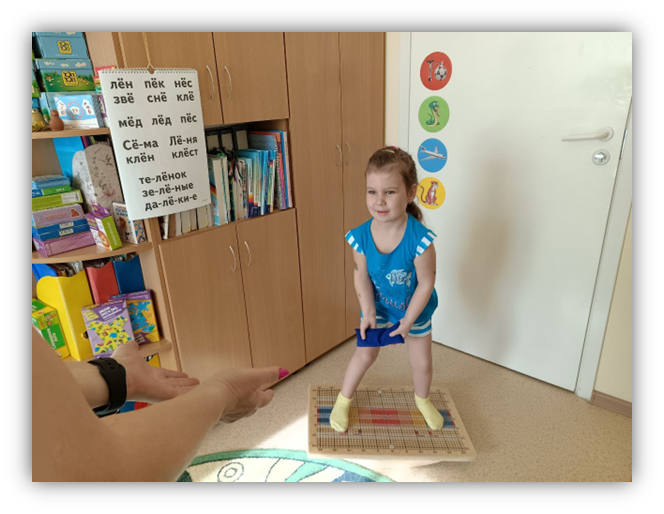 лён пёк нёс
звё снё клё
мёд лёд пёс
Сё-ма Лё-ня
клён клёст
те-лёнок
зе-лё-ные
да-лё-ки-е